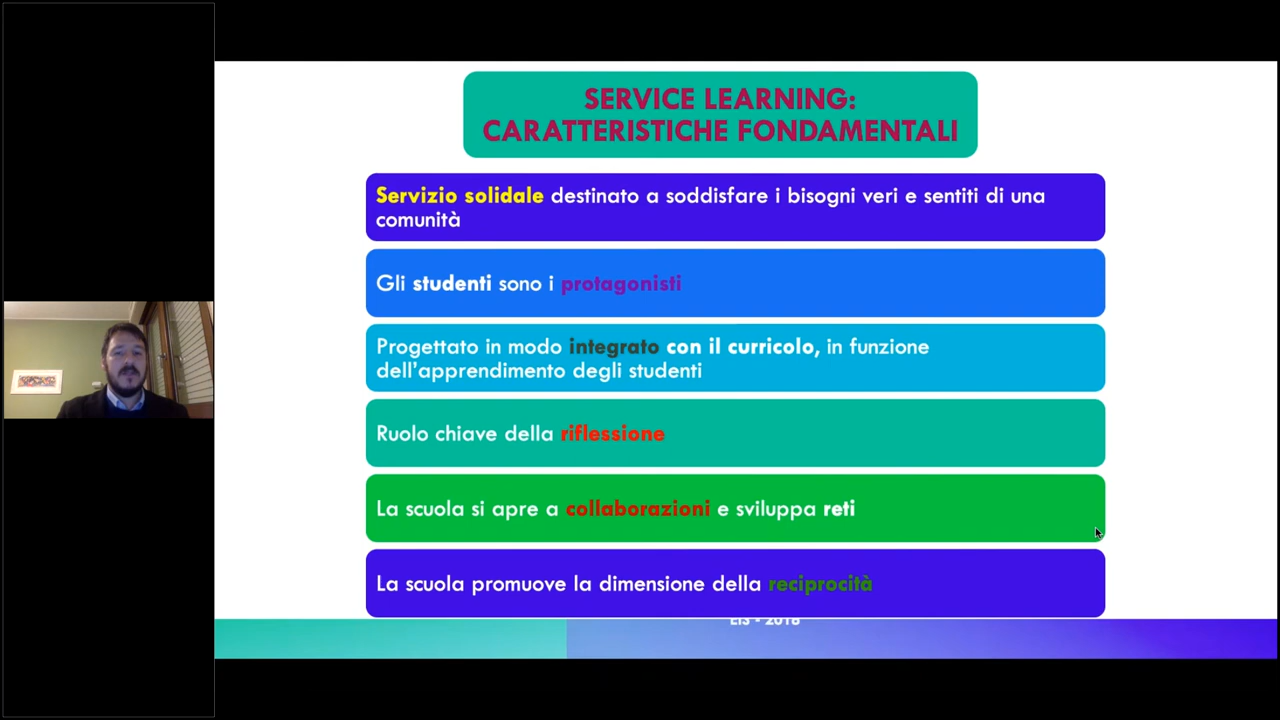 SERVICE LEARNING:
CARATTERISTICHE FONDAMENTALI
Servizio solidale destinato a soddisfare i bisogni veri e sentiti di una
comunità
Gli studenti sono i protagonisti
Progettato in modo integrato con il curricolo, in funzione
dell'apprendimento degli studenti
Ruolo chiave della riflessione
La scuola si apre a collaborazioni e sviluppa reti
La scuola promuove la dimensione della reciprocità
EIS - 2018